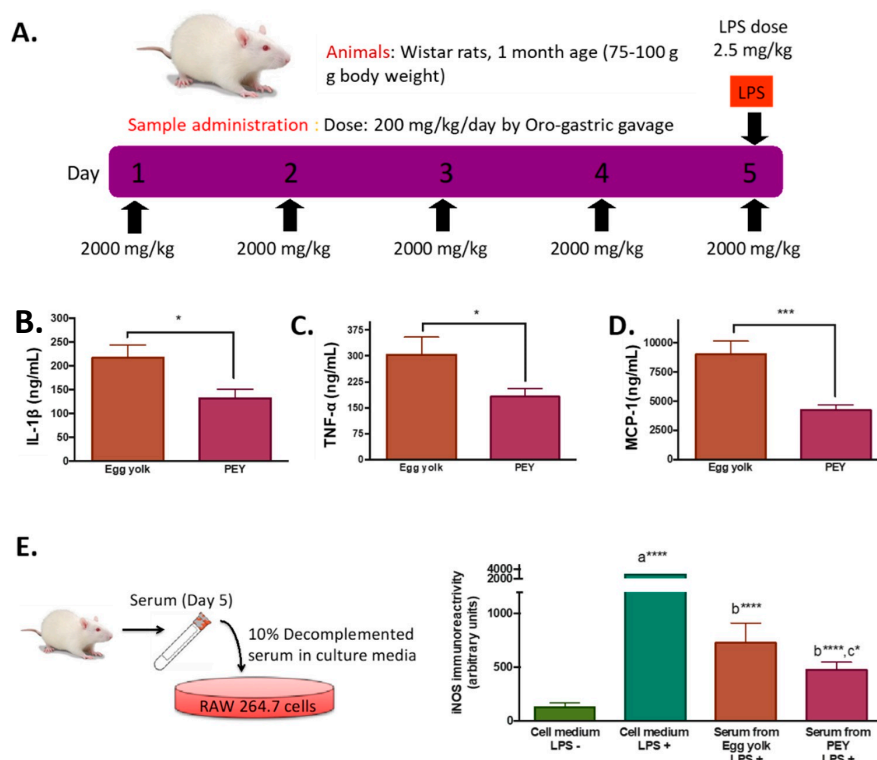 A.
Animals: Wistar rats, 1 month age (75-100 g
g body weight)
LPS dose
2.5 mg/kg
LPS
Sample administration : Dose: 200 mg/kg/day by Oro-gastric gavage
Day 1 2 3 4 5
2000 mg/kg 2000 mg/kg 2000 mg/kg 2000 mg/kg 2000 mg/kg
B.
IL-1β (ng/mL)
300
250
200
150
100
50
0
*
Egg yolk PEY
C.
TNF-α (ng/mL)
375
300
225
150
75
0
*
Egg yolk PEY
D.
MCP-1(ng/mL)
10000
7500
5000
2500
0
***
Egg yolk PEY
E.
Serum (Day 5)
10% Decomplemented
serum in culture media
RAW 264.7 cells
iNOS immunoreactrivity
(arbitrary units)
4000
2000
1000
500
0
a****
b****
b****,c*
Cell medium
LPS -
Cell medium
LPS +
Serum from
Egg yolk
LPS +
Serum from
PEY
LPS +